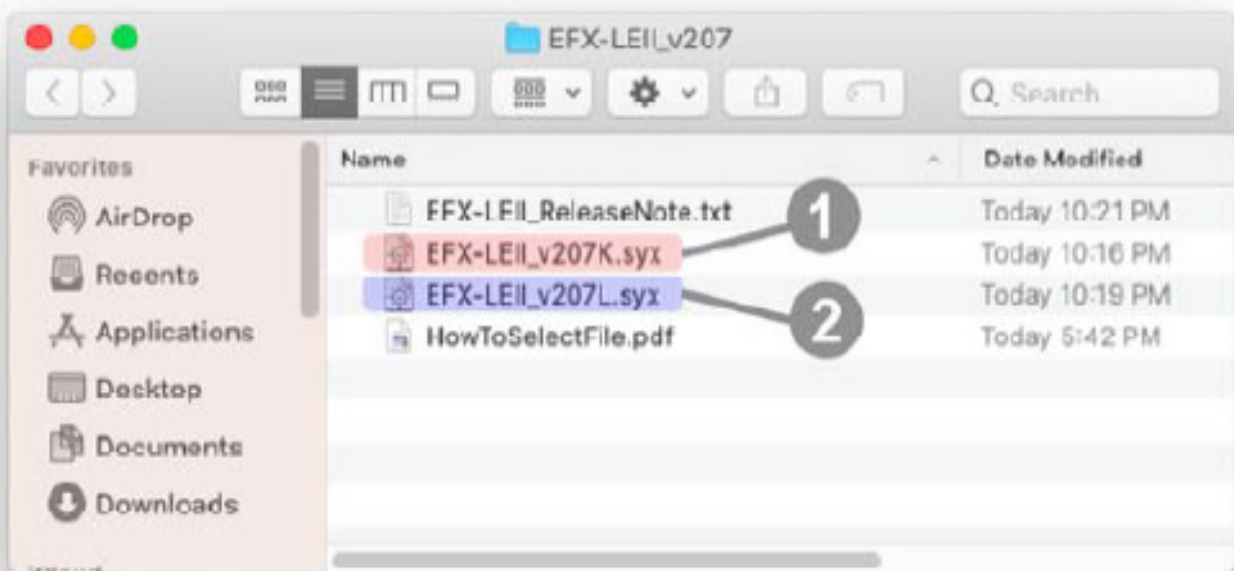 EFX-LEII_v207
Search
Favorites
AirDrop
Recents
Applications
Desktop
Documents
Downloads
Name
Date Modified
EFX-LEII_ReleaseNote.txt
Today 10:21 PM
1
EFX-LEII_v207K.syx
Today 10:16 PM
EFX-LEII_v207L.syx
Today 10:19 PM
2
HowToSelectFile.pdf
Today 5:42 PM